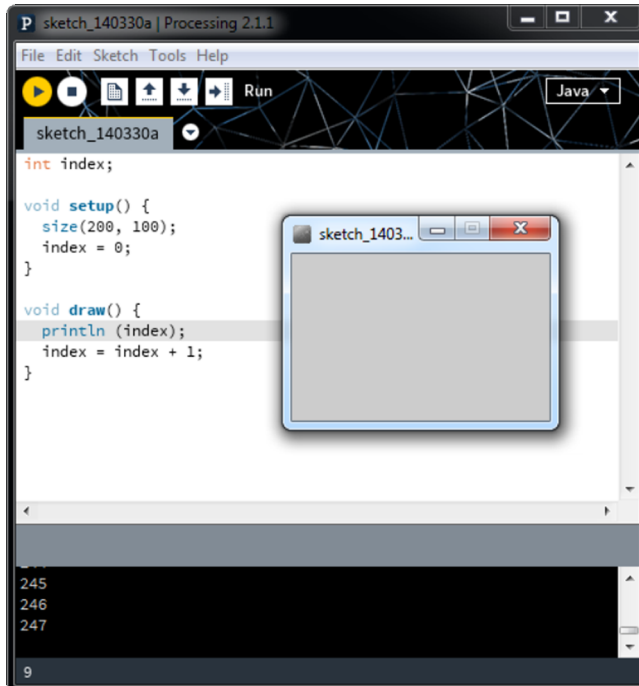 P sketch_140330a | Processing 2.1.1
File Edit Sketch Tools Help
Run
Java
sketch_140330a
int index;
void setup() {
size(200, 100);
index = 0;
}
void draw() {
println (index);
index = index + 1;
}
sketch_1403...
245
246
247
9